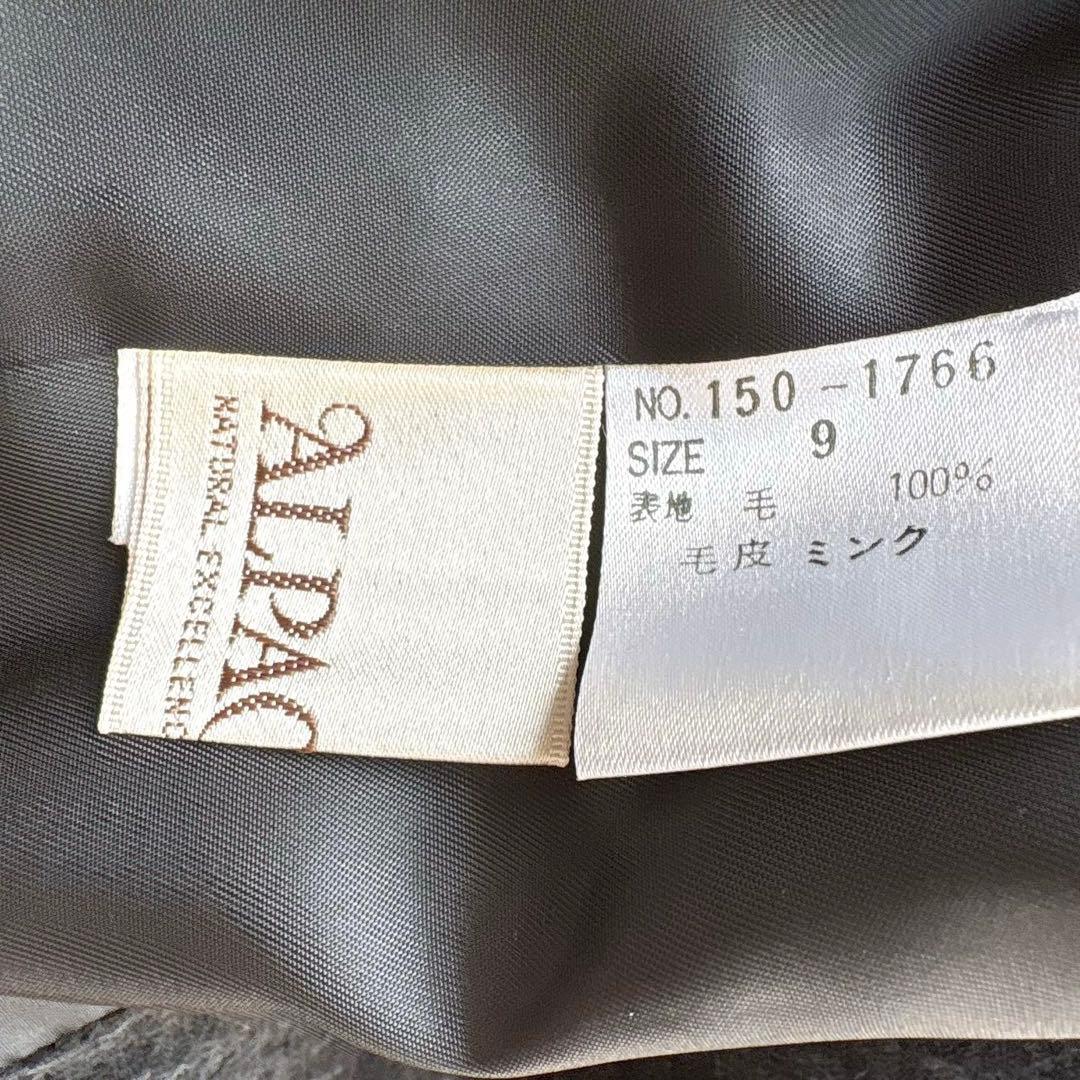 ALPAC
NATURAL EXCELLENC
NO. 150-1766
SIZE 9
表地 毛 100%
毛皮 ミンク